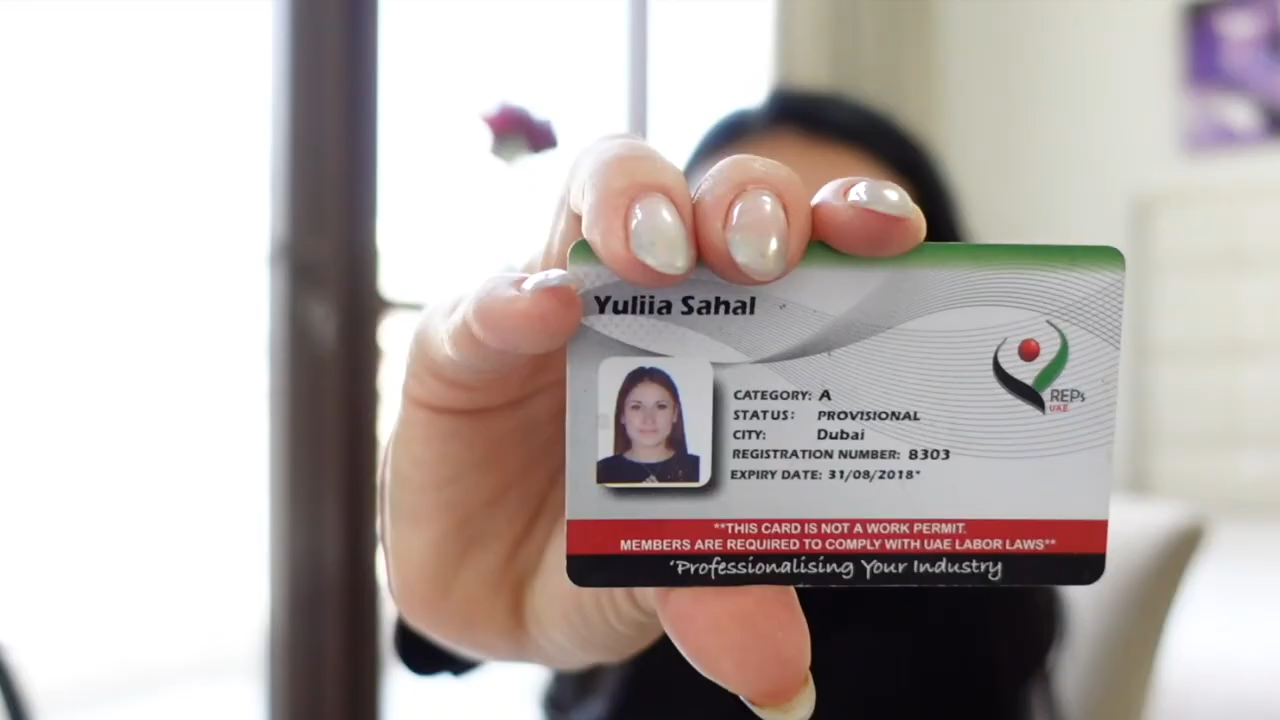 Yuliia Sahal
CATEGORY: A
STATUS: PROVISIONAL
CITY: Dubai
REGISTRATION NUMBER: 8303
EXPIRY DATE: 31/08/2018*
REPs
UAE
**THIS CARD IS NOT A WORK PERMIT.
MEMBERS ARE REQUIRED TO COMPLY WITH UAE LABOR LAWS**
'Professionalising Your Industry